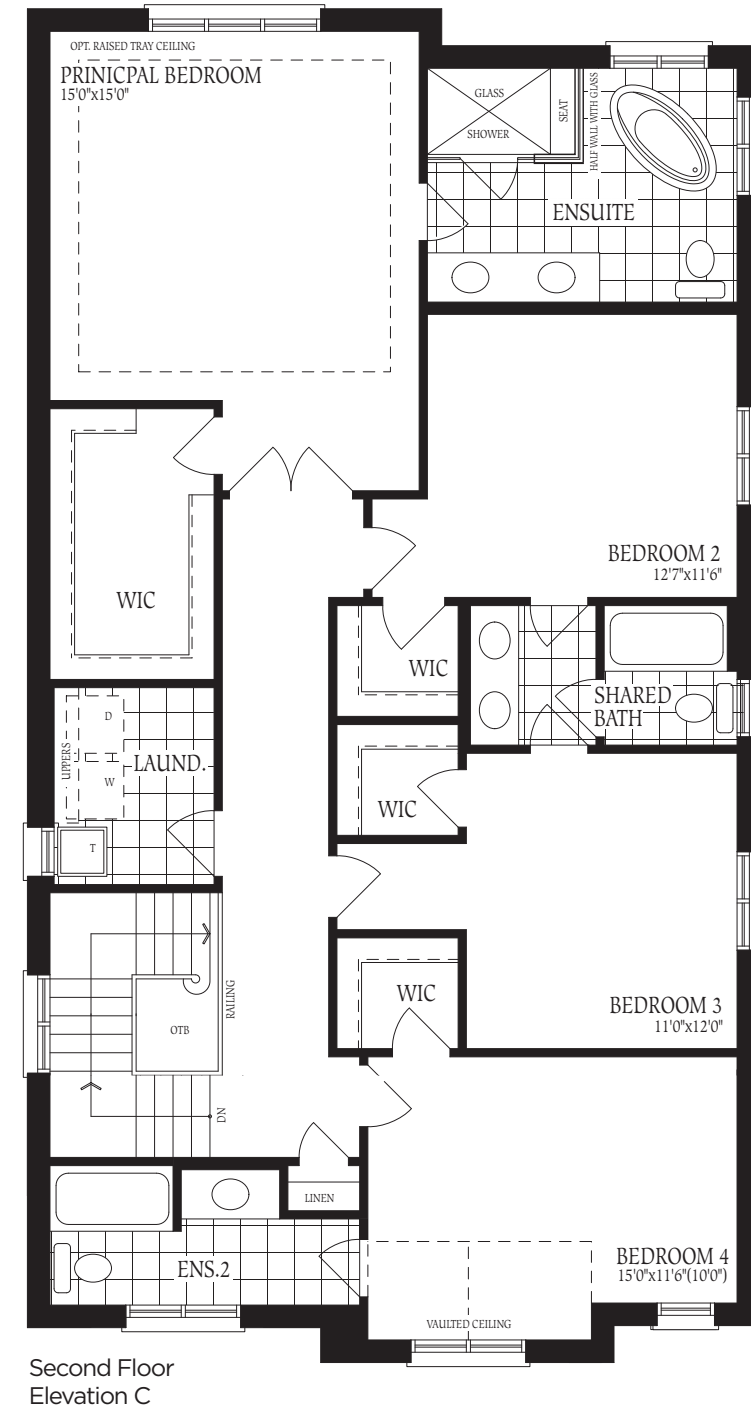 OPT. RAISED TRAY CEILING
PRINICPAL BEDROOM
15'0"x15'0"
GLASS
SHOWER
SEAT
HALF WALL WITH GLASS
ENSUITE
BEDROOM 2
12'7"x11'6"
WIC
WIC
SHARED
BATH
UPPERS
D
W
T
LAUND.
WIC
WIC
BEDROOM 3
11'0"x12'0"
RAILING
OTB
DN
LINEN
ENS.2
BEDROOM 4
15'0"x11'6"(10'0")
VAULTED CEILING
Second Floor
Elevation C